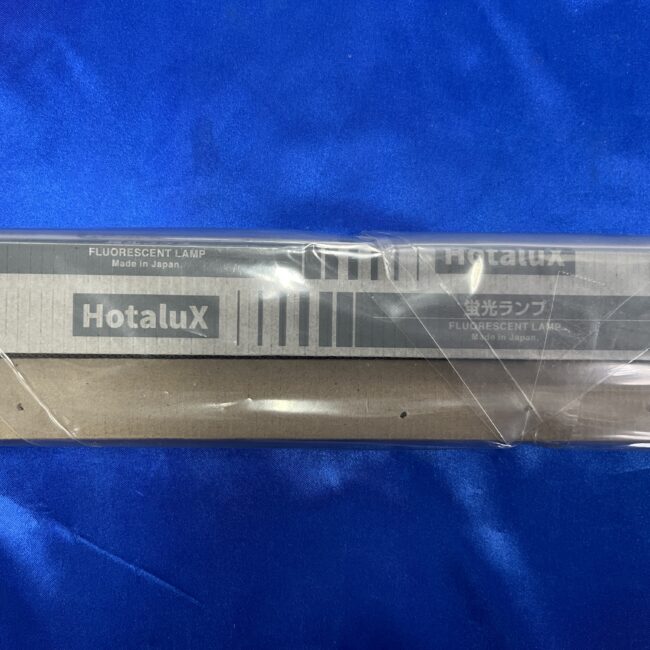 FLUORESCENT LAMP
Made in Japan.
HotaluX
HotaluX
蛍光ランプ
FLUORESCENT LAMP
Made in Japan.